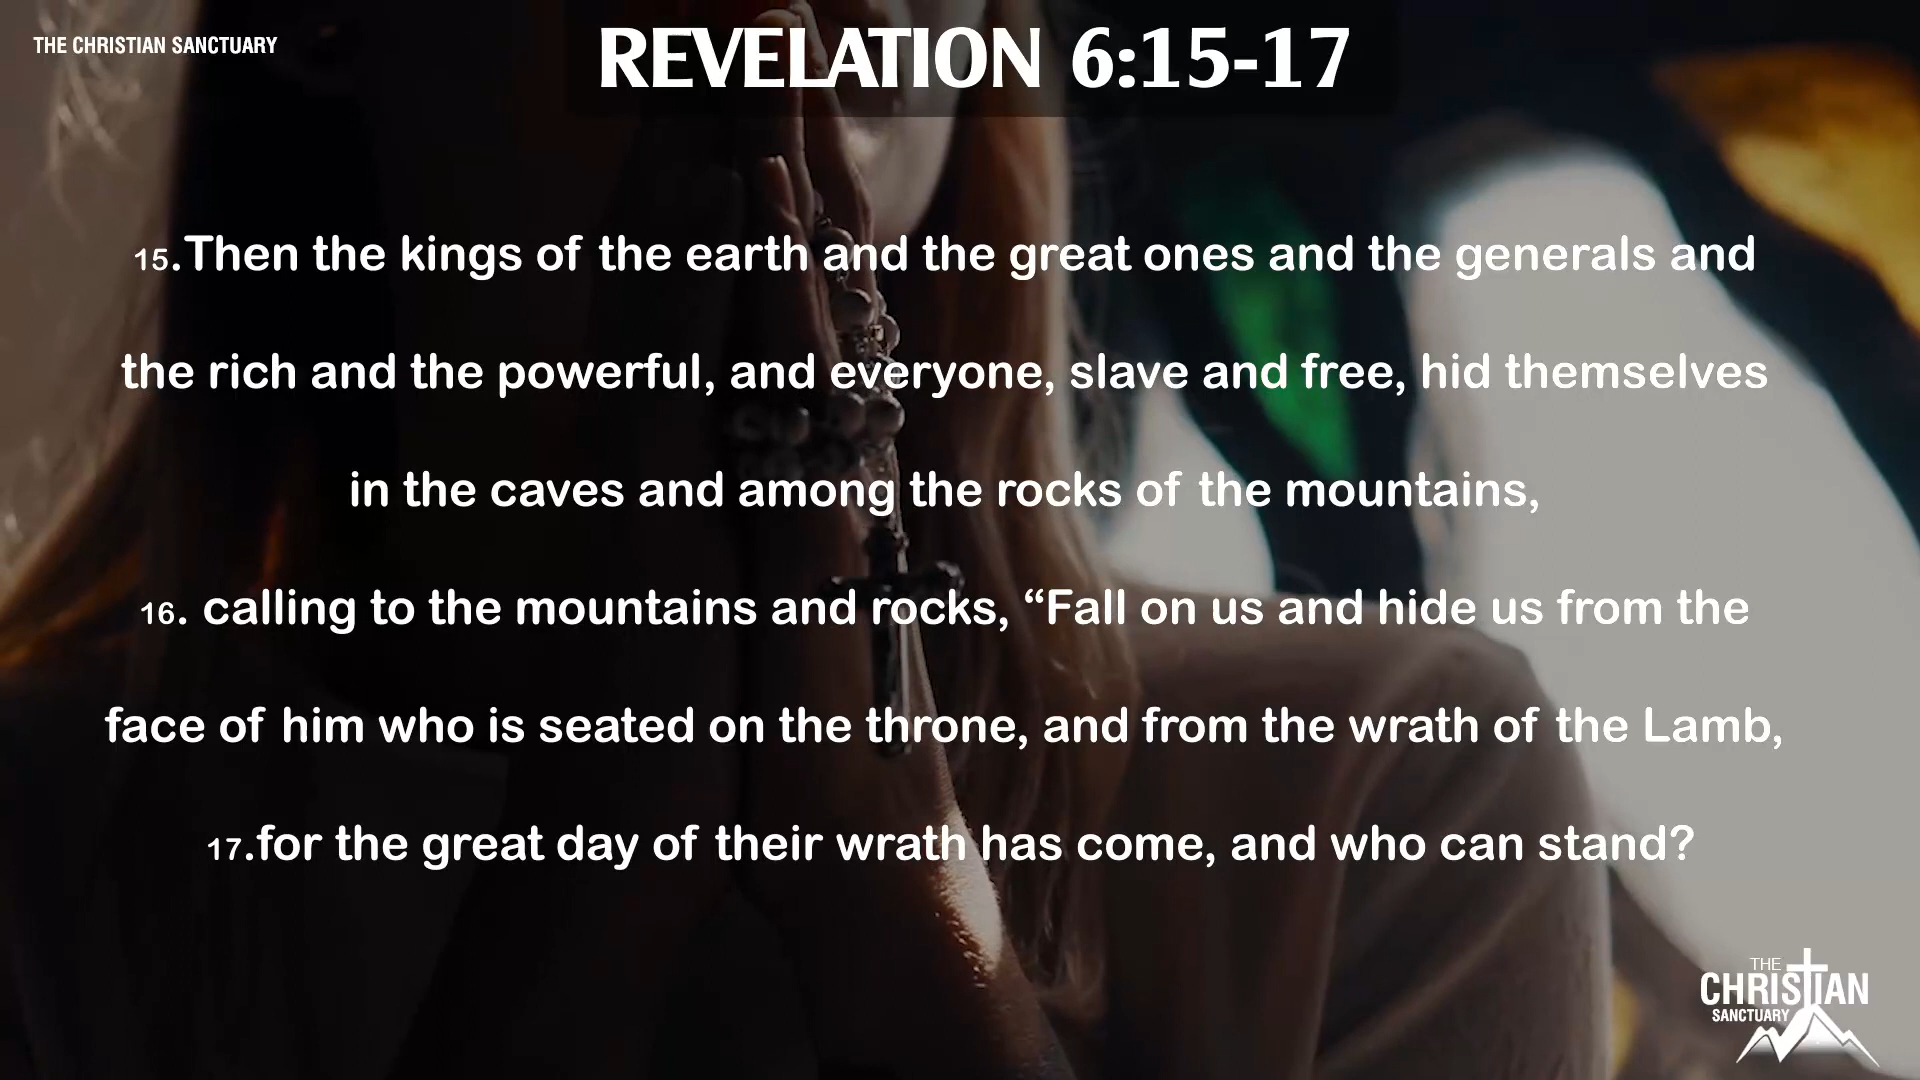 THE CHRISTIAN SANCTUARY
REVELATION 6:15-17
15.Then the kings of the earth and the great ones and the generals and
the rich and the powerful, and everyone, slave and free, hid themselves
in the caves and among the rocks of the mountains,
16. calling to the mountains and rocks, “Fall on us and hide us from the
face of him who is seated on the throne, and from the wrath of the Lamb,
17.for the great day of their wrath has come, and who can stand?
THE
CHRISTIAN
SANCTUARY